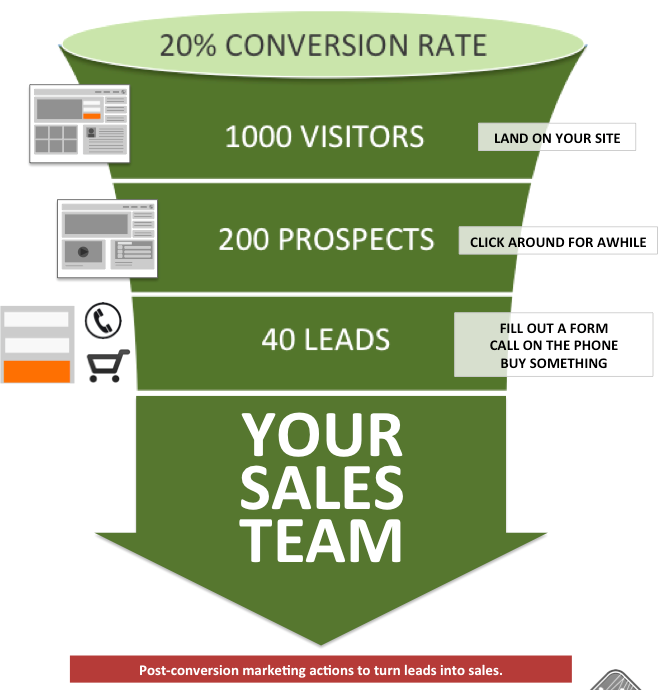 20% CONVERSION RATE
1000 VISITORS
LAND ON YOUR SITE
200 PROSPECTS
CLICK AROUND FOR AWHILE
40 LEADS
FILL OUT A FORM
CALL ON THE PHONE
BUY SOMETHING
YOUR
SALES
TEAM
Post-conversion marketing actions to turn leads into sales.